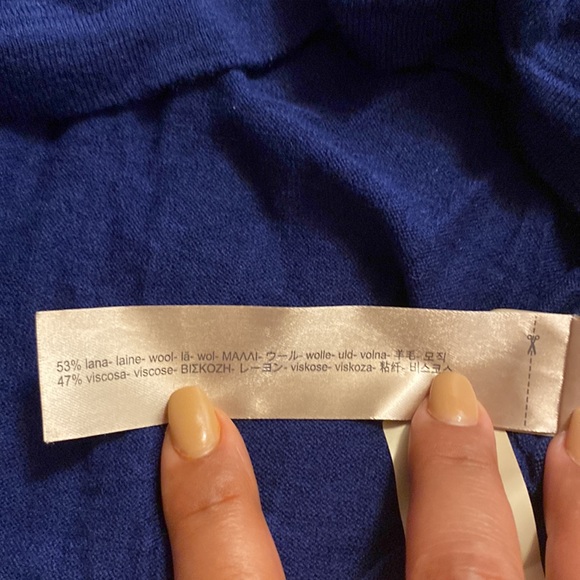 53% lana- laine- wool- lã- wol- ΜΑΛΛΙ- ウール- wolle- uld- volna- 羊毛- 모직
47% viscosa- viscose- ΒΙΣΚΟΖΗ- レーヨン- viskose- viskoza- 粘纤- 비스코스